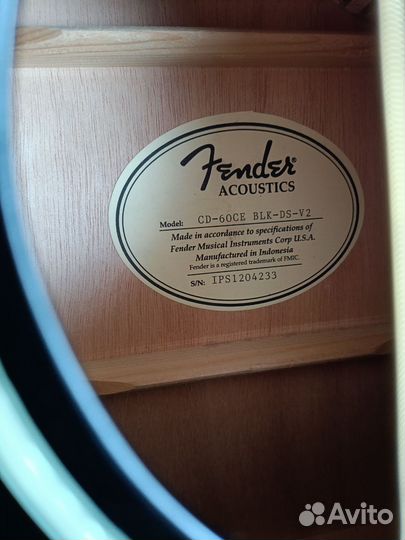 Fender
ACOUSTICS
Model: CD-60CE BLK-DS-V2
Made in accordance to specifications of
Fender Musical Instruments Corp U.S.A.
Manufactured in Indonesia
Fender is a registered trademark of FMIC.
S/N: IPS1204233
Avito